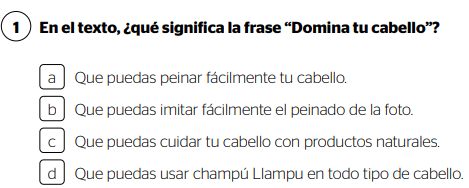 1 En el texto, ¿qué significa la frase “Domina tu cabello”?
a Que puedas peinar fácilmente tu cabello.
b Que puedas imitar fácilmente el peinado de la foto.
c Que puedas cuidar tu cabello con productos naturales.
d Que puedas usar champú Llampu en todo tipo de cabello.